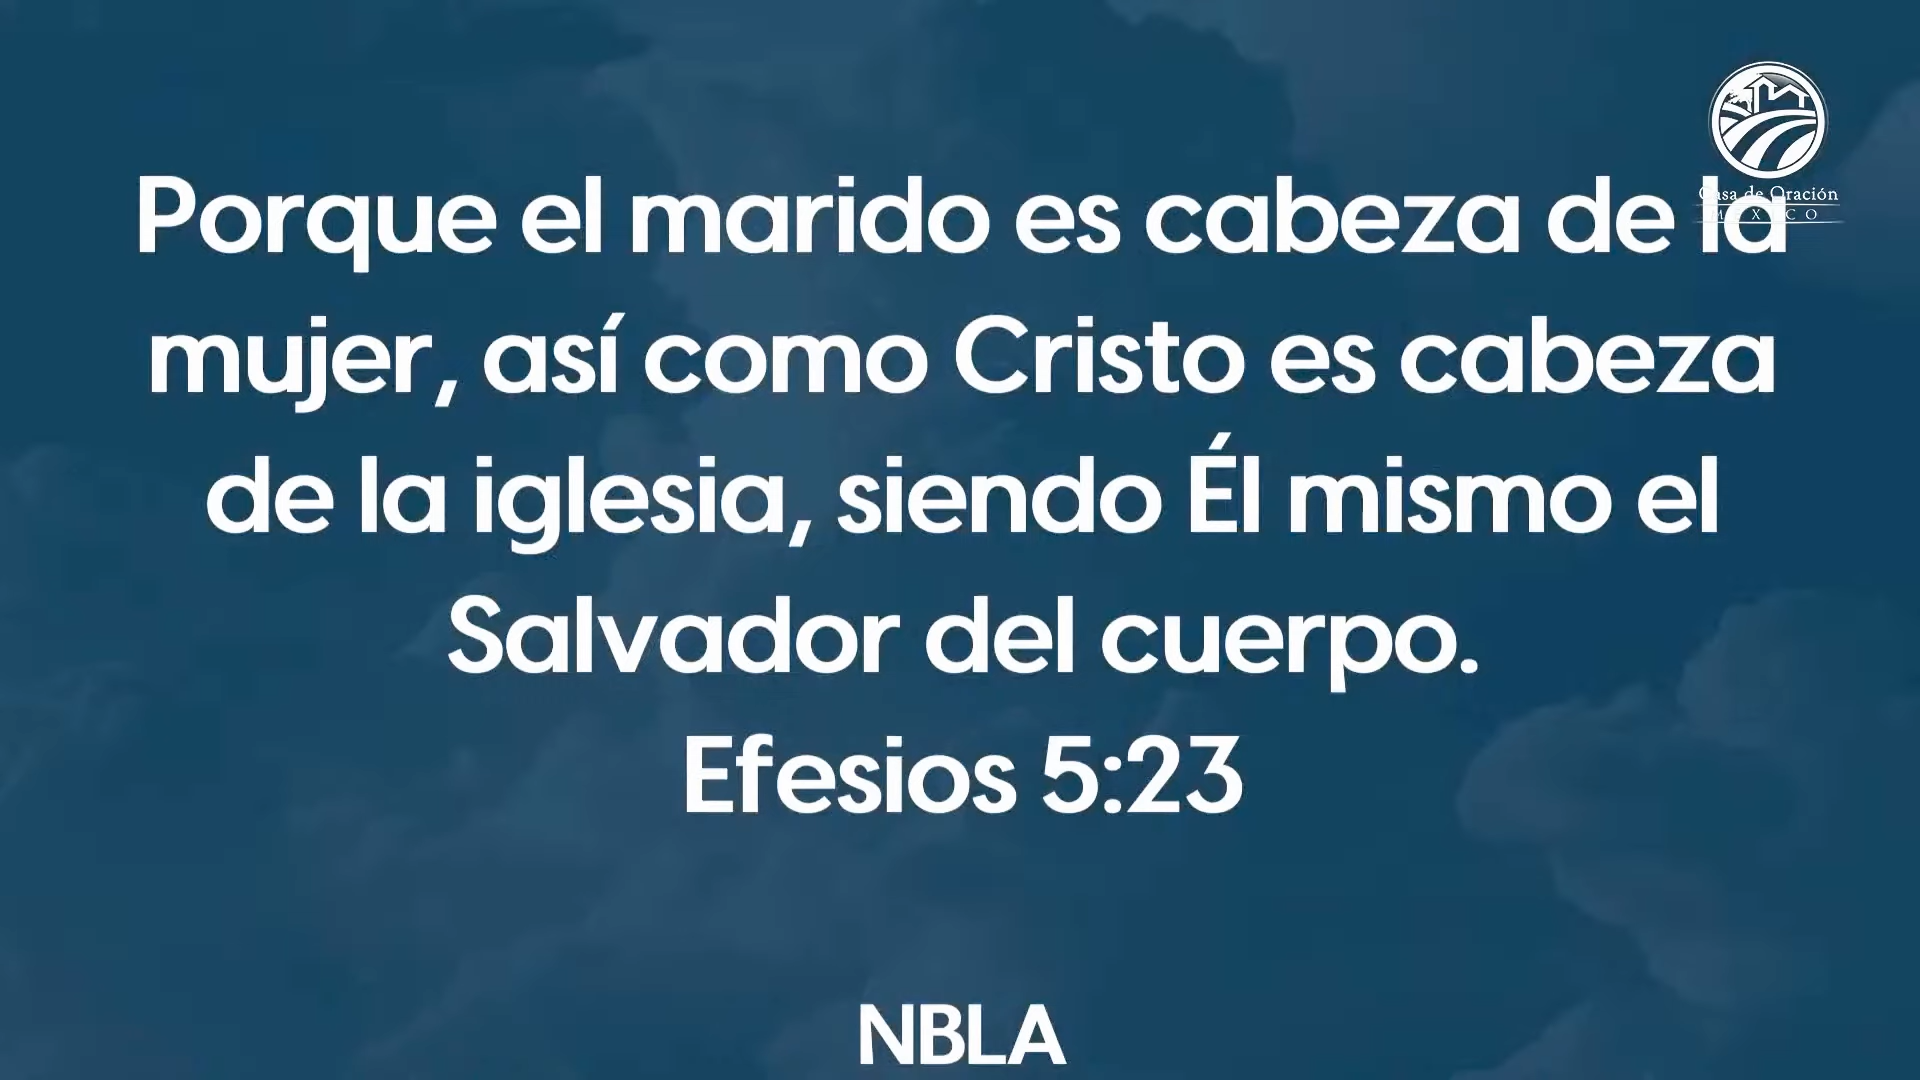 Casa de Oración
MÉXICO
Porque el marido es cabeza de la
mujer, así como Cristo es cabeza
de la iglesia, siendo Él mismo el
Salvador del cuerpo.
Efesios 5:23
NBLA